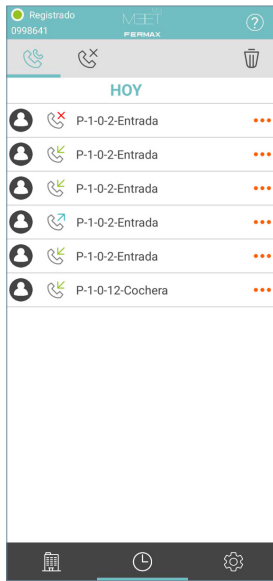 Registrado
0998641
MEET
FERMAX
?
HOY
P-1-0-2-Entrada
P-1-0-2-Entrada
P-1-0-2-Entrada
P-1-0-2-Entrada
P-1-0-2-Entrada
P-1-0-12-Cochera